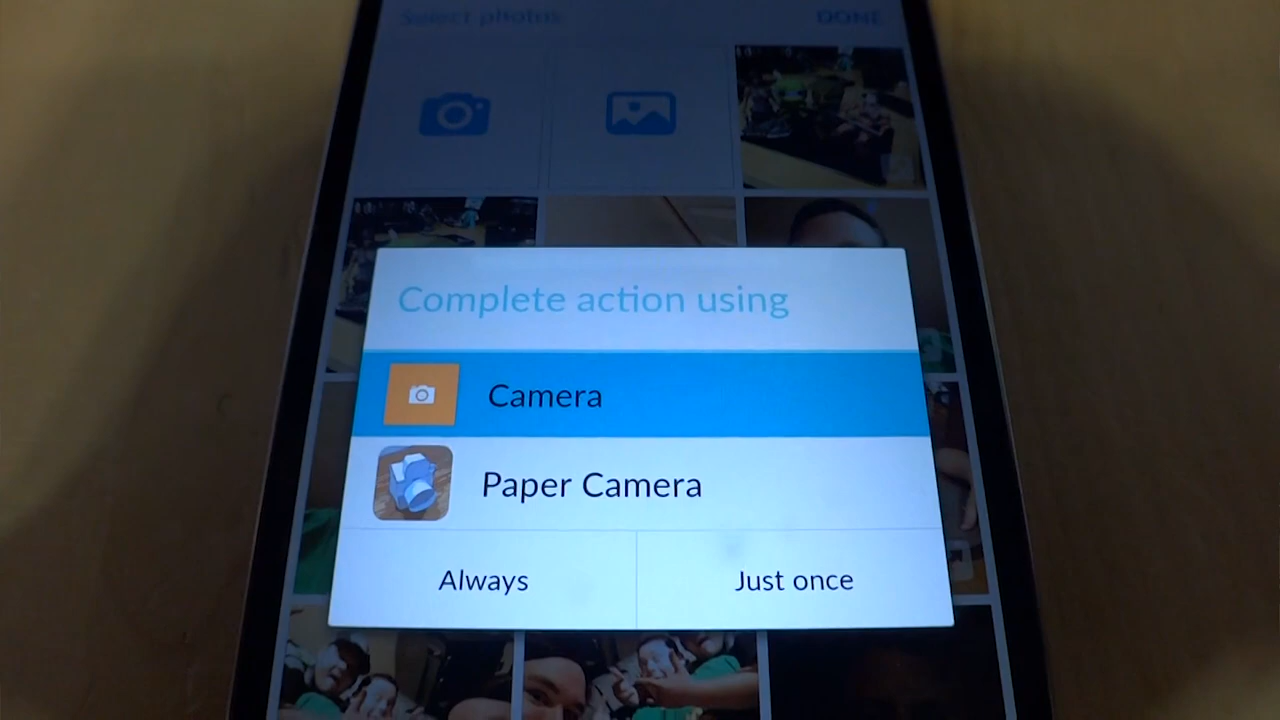 Select photos
DONE
Complete action using
Camera
Paper Camera
Always
Just once